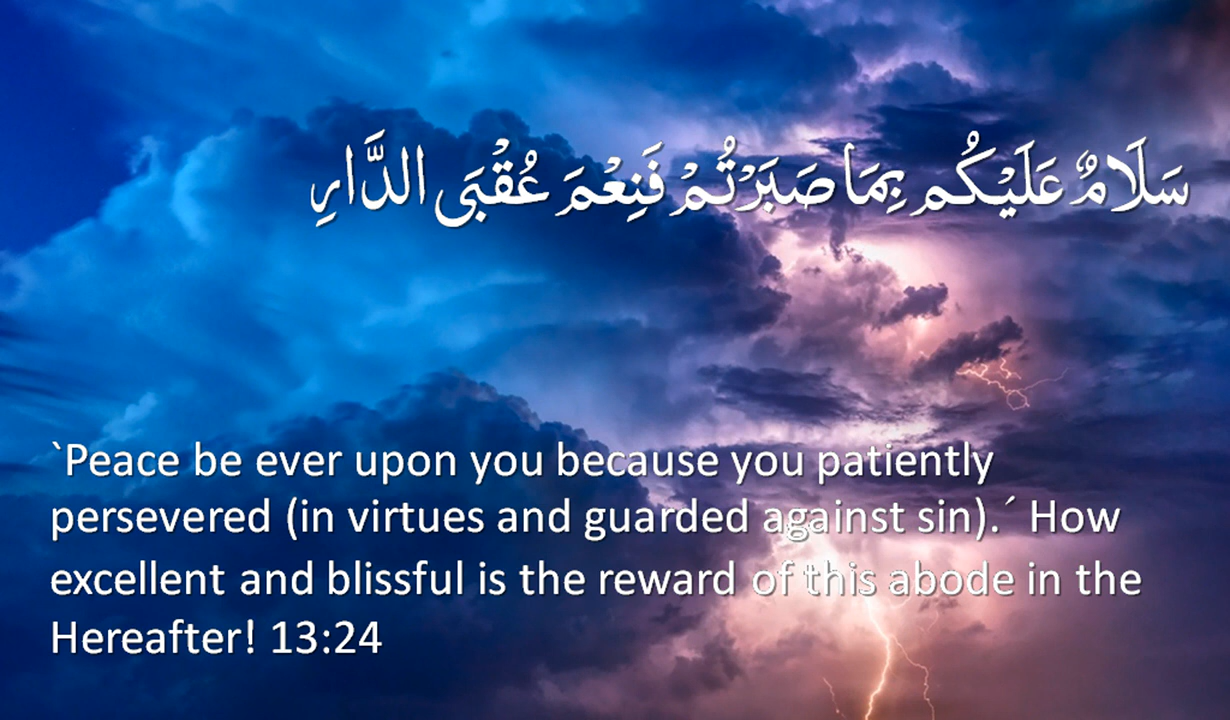 سَلَامٌ عَلَيْكُم بِمَا صَبَرْتُمْ فَنِعْمَ عُقْبَى الدَّارِ
`Peace be ever upon you because you patiently
persevered (in virtues and guarded against sin).´ How
excellent and blissful is the reward of this abode in the
Hereafter! 13:24